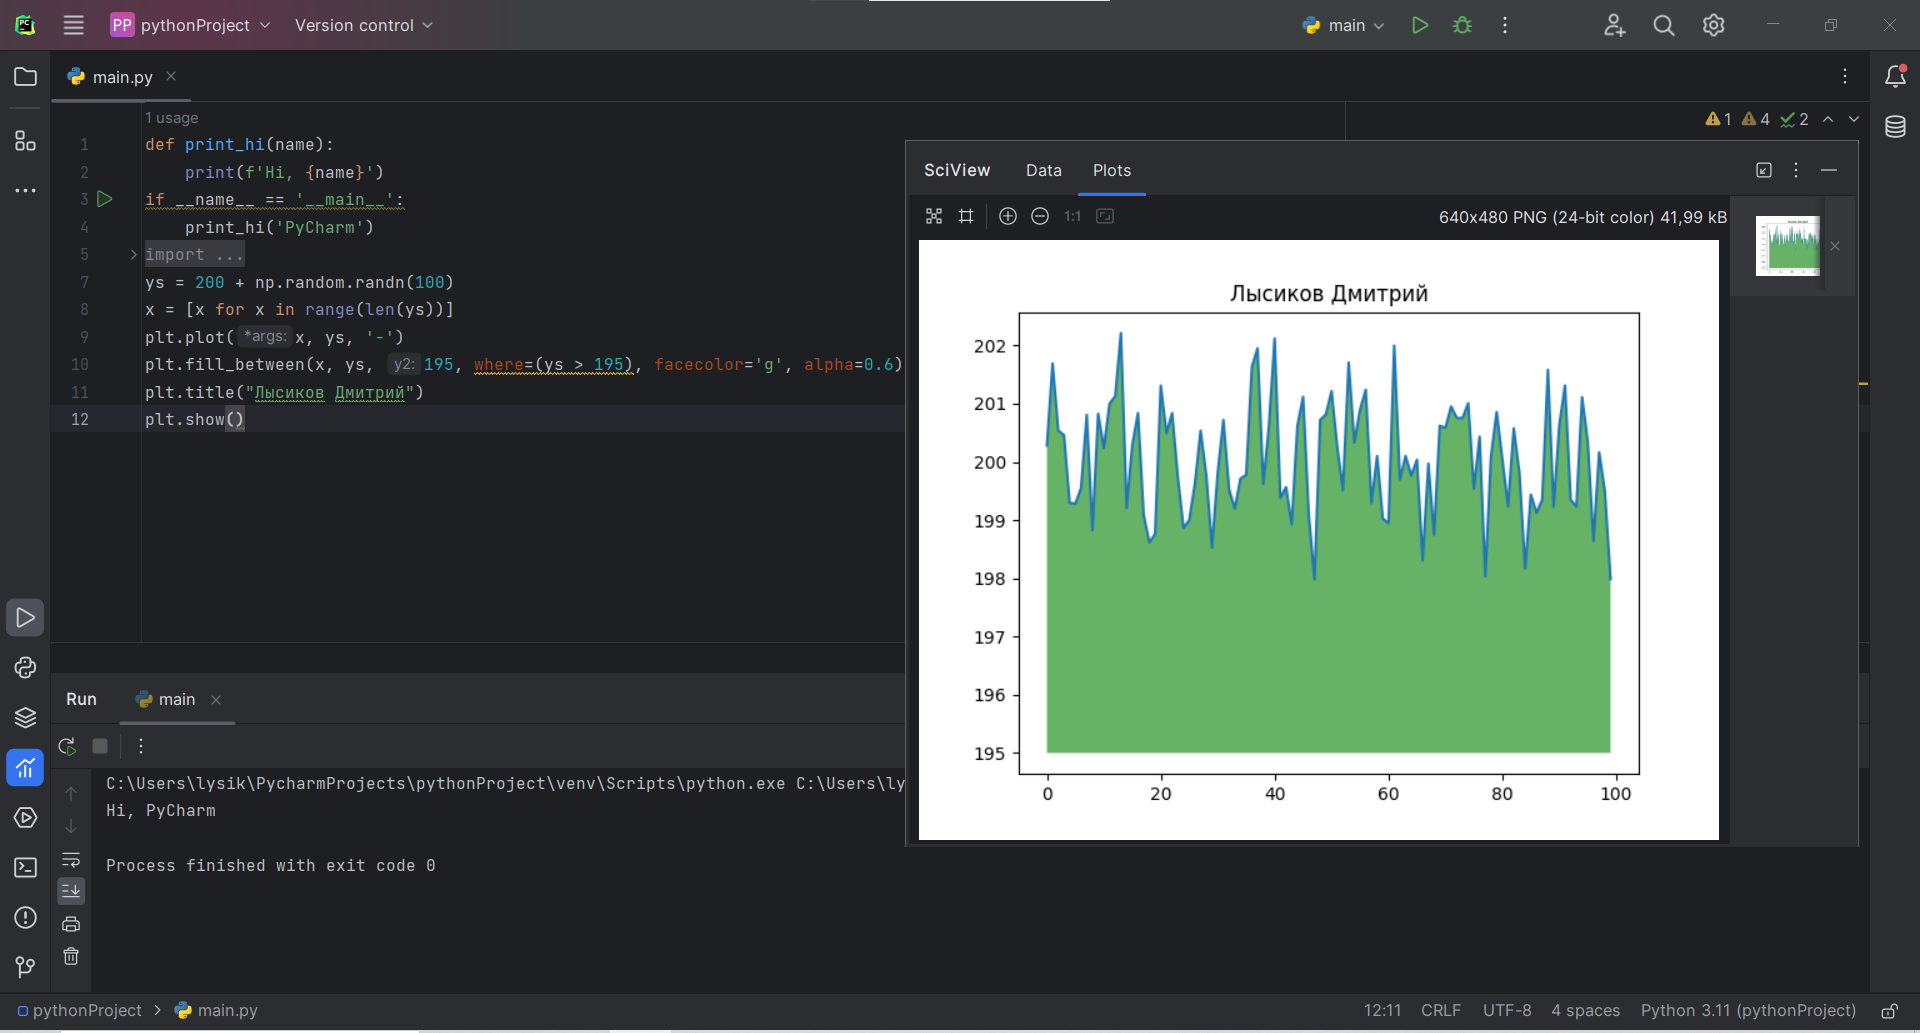 PP pythonProject Version control main
main.py
1 usage
1 def print_hi(name):
2 print(f'Hi, {name}')
3 if __name__ == '__main__':
4 print_hi('PyCharm')
5 import ...
7 ys = 200 + np.random.randn(100)
8 x = [x for x in range(len(ys))]
9 plt.plot( *args: x, ys, '-')
10 plt.fill_between(x, ys, y2: 195, where=(ys > 195), facecolor='g', alpha=0.6)
11 plt.title("Лысиков Дмитрий")
12 plt.show()
1 4 2
SciView Data Plots
1:1 640x480 PNG (24-bit color) 41,99 kB
Лысиков Дмитрий
202
201
200
199
198
197
196
195
0 20 40 60 80 100
Run main
C:\Users\lysik\PycharmProjects\pythonProject\venv\Scripts\python.exe C:\Users\ly
Hi, PyCharm
Process finished with exit code 0
pythonProject > main.py
12:11 CRLF UTF-8 4 spaces Python 3.11 (pythonProject)